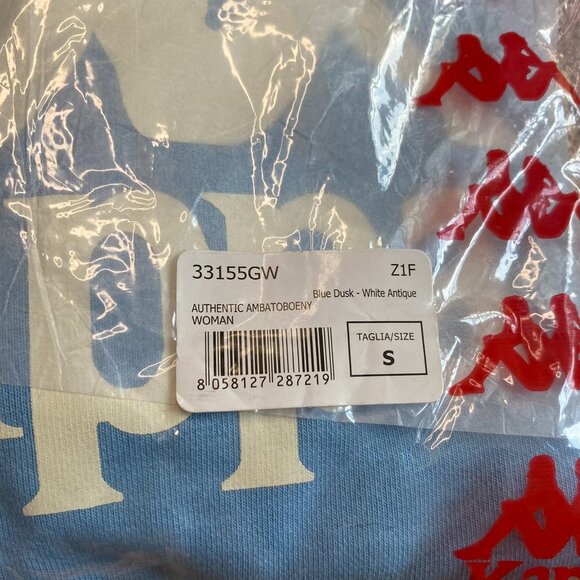 33155GW Z1F
Blue Dusk - White Antique
AUTHENTIC AMBATOBOENY
WOMAN
TAGLIA/SIZE
S
8 058127 287219